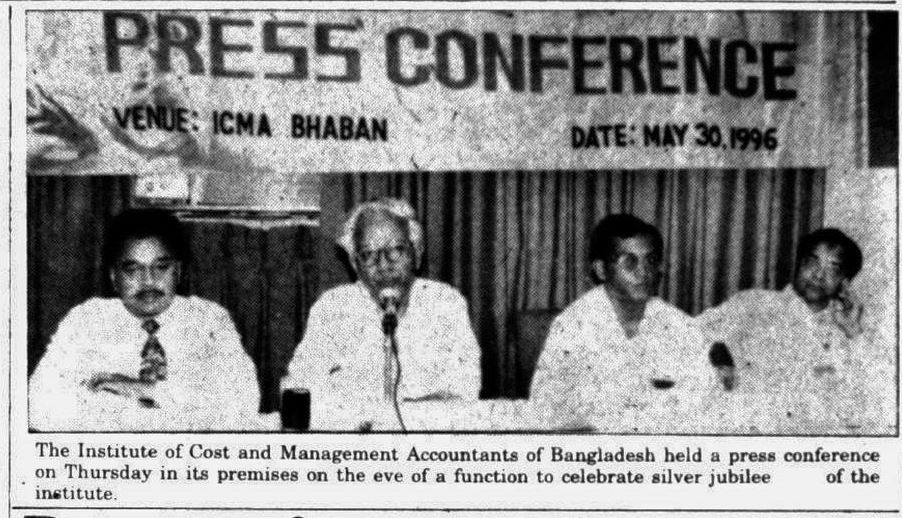 PRESS CONFERENCE
VENUE: ICMA BHABAN DATE: MAY 30, 1996
The Institute of Cost and Management Accountants of Bangladesh held a press conference
on Thursday in its premises on the eve of a function to celebrate silver jubilee of the
institute.